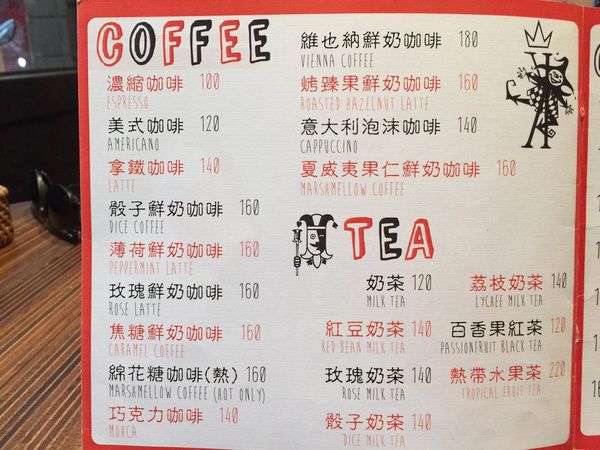 COFFEE
濃縮咖啡 100
ESPRESSO
美式咖啡 120
AMERICANO
拿鐵咖啡 140
LATTE
骰子鮮奶咖啡 160
DICE COFFEE
薄荷鮮奶咖啡 160
PEPPERMINT LATTE
玫瑰鮮奶咖啡 160
ROSE LATTE
焦糖鮮奶咖啡 160
CARAMEL COFFEE
綿花糖咖啡(熱) 160
MARSHMELLOW COFFEE (HOT ONLY)
巧克力咖啡 140
MOHCA
維也納鮮奶咖啡 180
VIENNA COFFEE
烤臻果鮮奶咖啡 160
ROASTED HAZELNUT LATTE
意大利泡沫咖啡 140
CAPPUCCINO
夏威夷果仁鮮奶咖啡 160
MARSHMELLOW COFFEE
TEA
奶茶 120
MILK TEA
紅豆奶茶 140
RED BEAN MILK TEA
玫瑰奶茶 140
ROSE MILK TEA
骰子奶茶 140
DICE MILK TEA
荔枝奶茶 140
LYCHEE MILK TEA
百香果紅茶 120
PASSIONFRUIT BLACK TEA
熱帶水果茶 220
TROPICAL FRUIT TEA